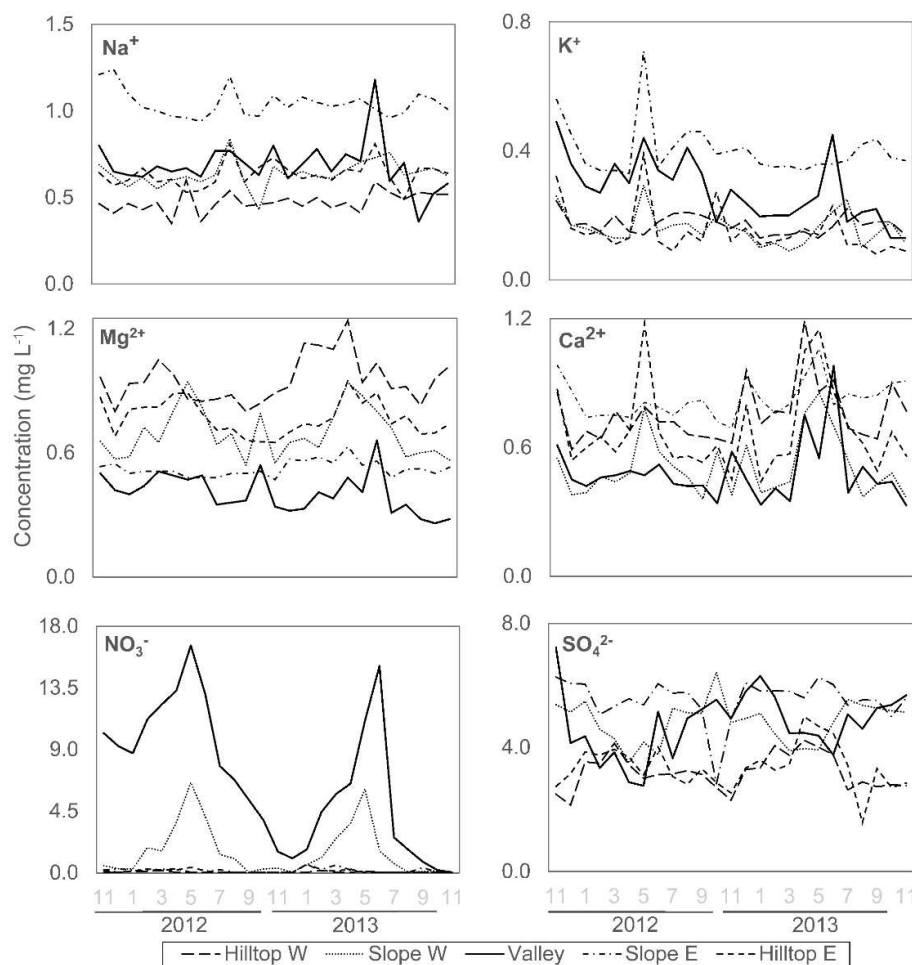 Concentration (mg L⁻¹)
Na⁺
1.5
1.0
0.5
0.0
K⁺
0.8
0.4
0.0
Mg²⁺
1.2
0.6
0.0
Ca²⁺
1.2
0.6
0.0
NO₃⁻
18.0
13.5
9.0
4.5
0.0
SO₄²⁻
8.0
4.0
0.0
11 1 3 5 7 9 11 1 3 5 7 9 11
2012 2013
11 1 3 5 7 9 11 1 3 5 7 9 11
2012 2013
Hilltop W Slope W Valley Slope E Hilltop E